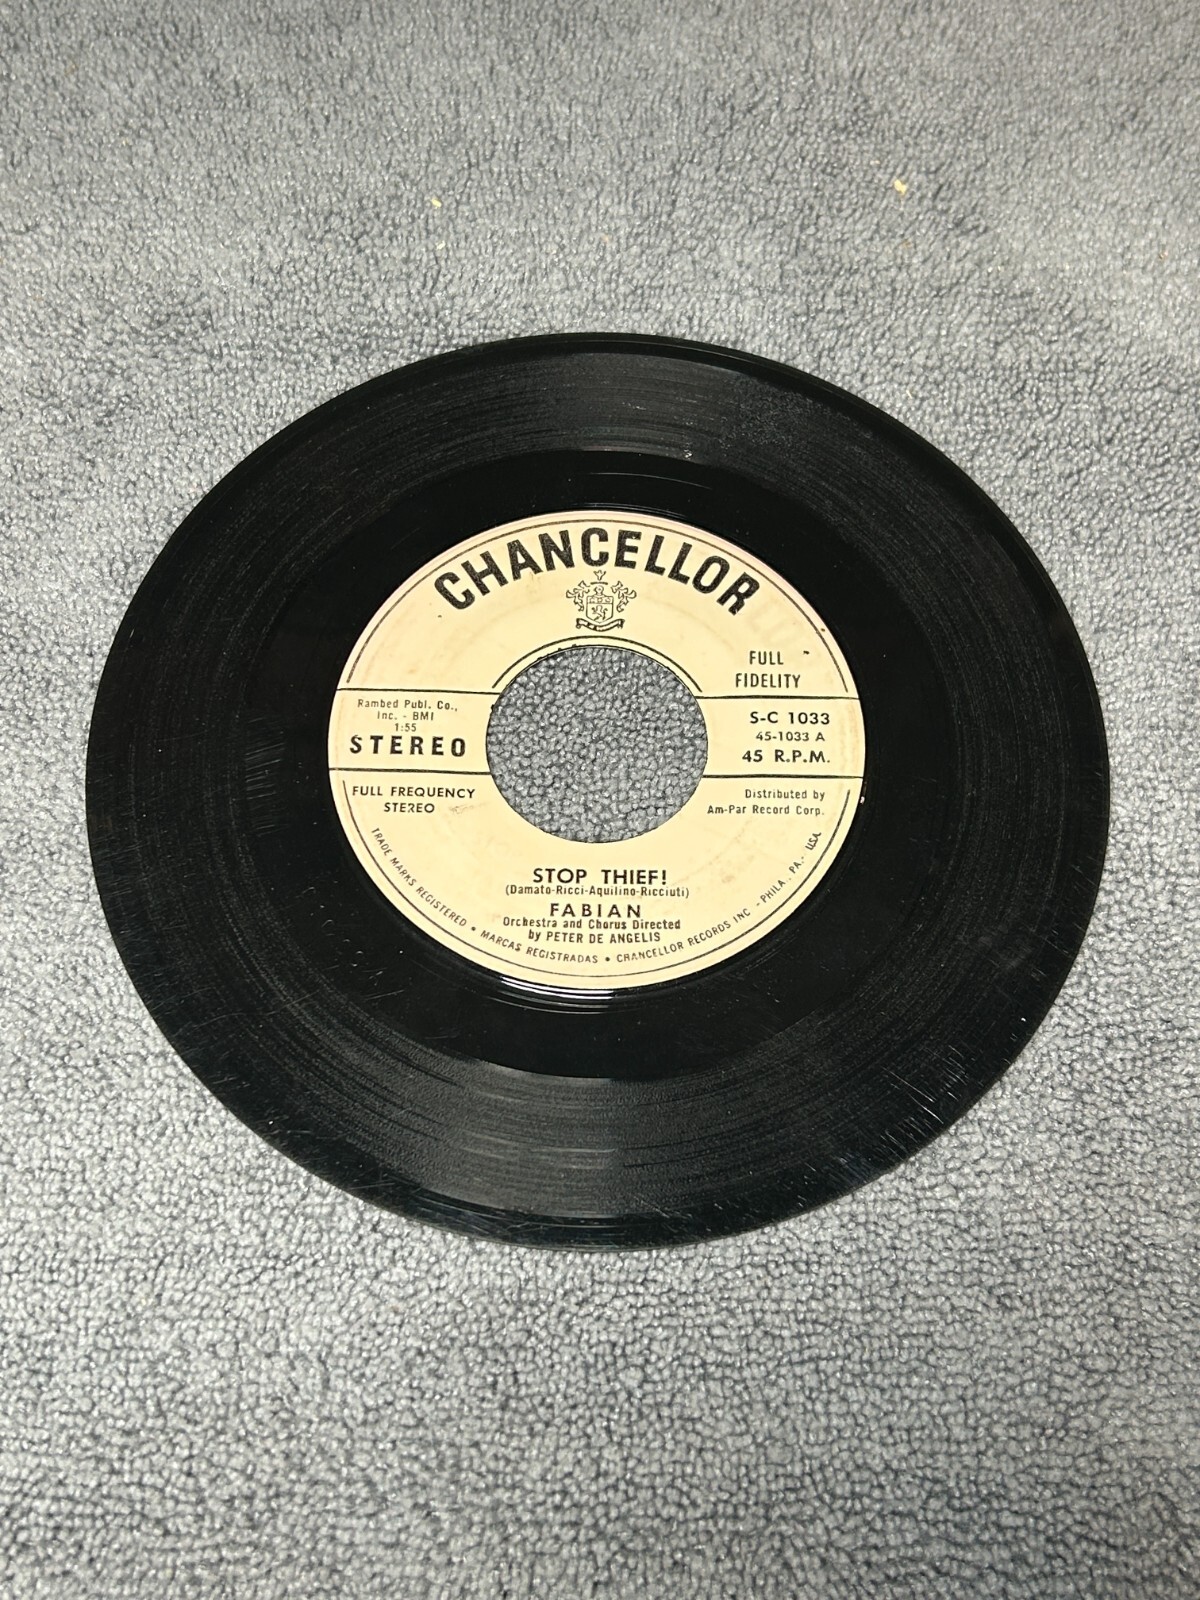 CHANCELLOR
FULL
FIDELITY
Rambed Publ. Co.,
Inc. - BMI
1:55
STEREO
S-C 1033
45-1033 A
45 R.P.M.
FULL FREQUENCY
STEREO
Distributed by
Am-Par Record Corp.
STOP THIEF!
(Damato-Ricci-Aquilino-Ricciuti)
FABIAN
Orchestra and Chorus Directed
by PETER DE ANGELIS
TRADE MARKS REGISTERED • MARCAS REGISTRADAS • CHANCELLOR RECORDS INC - PHILA., PA.- USA